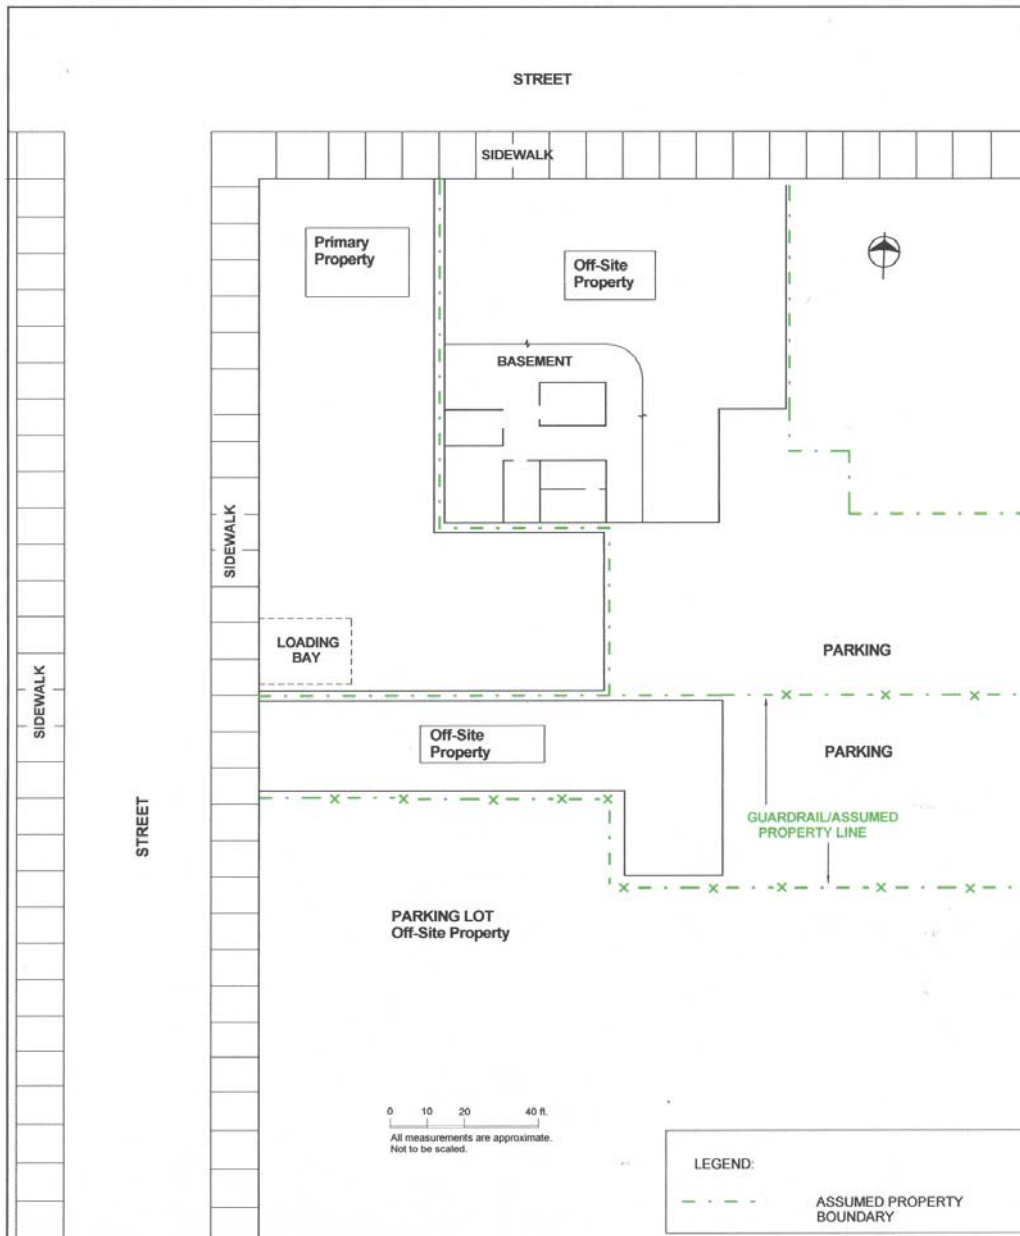 STREET
SIDEWALK
Primary
Property
Off-Site
Property
BASEMENT
SIDEWALK
LOADING
BAY
PARKING
SIDEWALK
Off-Site
Property
PARKING
STREET
GUARDRAIL/ASSUMED
PROPERTY LINE
PARKING LOT
Off-Site Property
0 10 20 40 ft.
All measurements are approximate.
Not to be scaled.
LEGEND:
ASSUMED PROPERTY
BOUNDARY